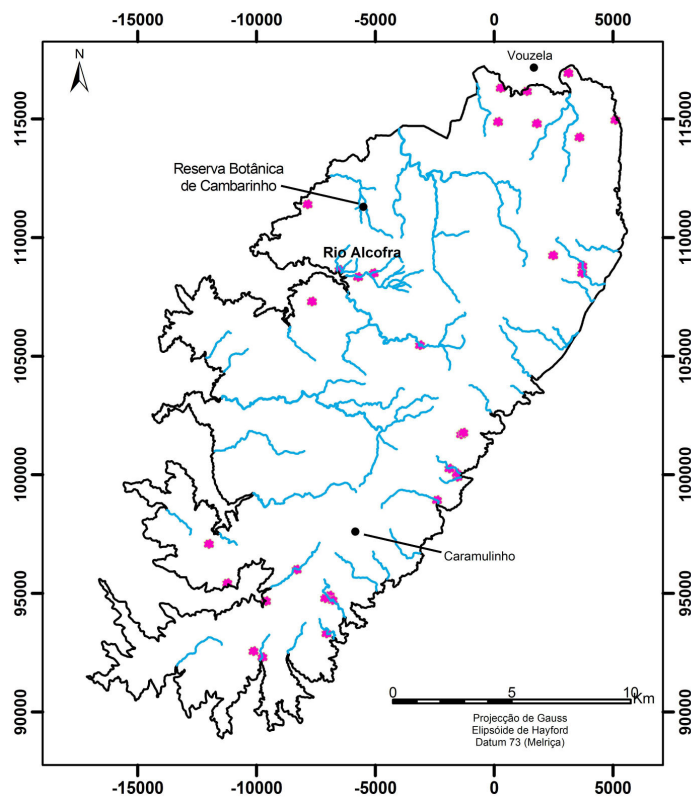 -15000 -10000 -5000 0 5000
N
Vouzela
115000 115000
Reserva Botânica
de Cambarinho
110000 110000
Rio Alcofra
105000 105000
100000 100000
Caramulinho
95000 95000
0 5 10 Km
90000 90000
Projecção de Gauss
Elipsóide de Hayford
Datum 73 (Melriça)
-15000 -10000 -5000 0 5000